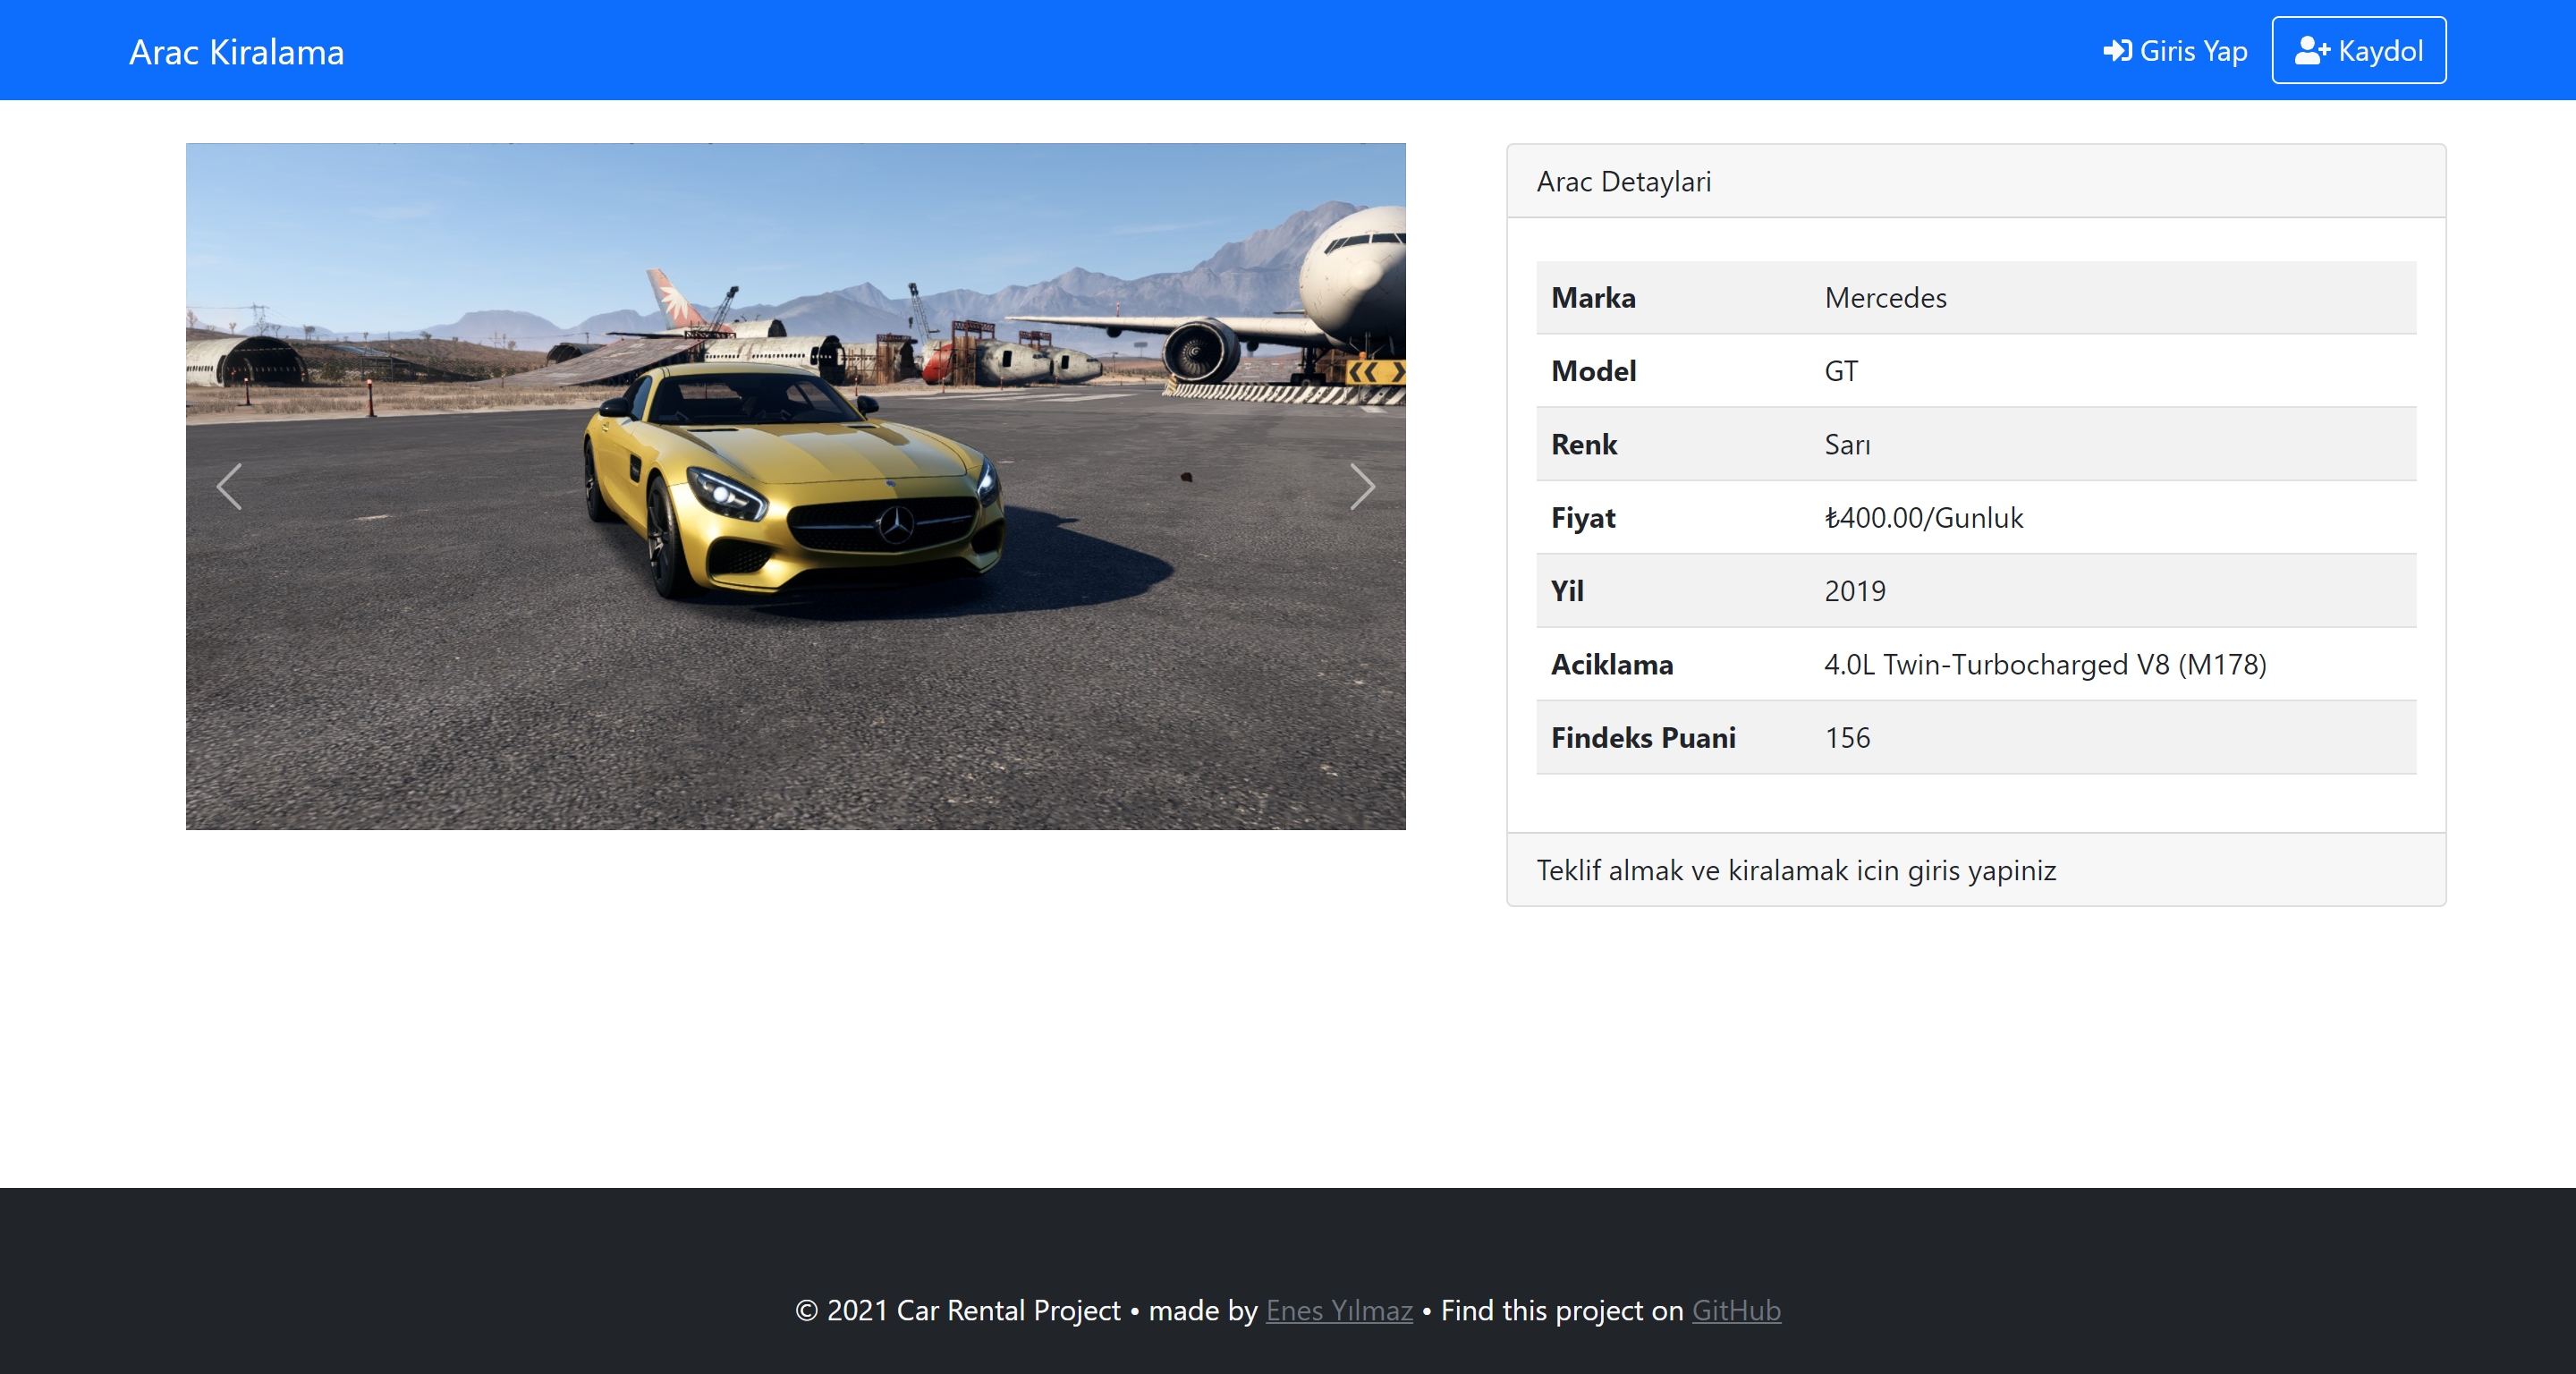 Arac Kiralama
Giris Yap
Kaydol
Arac Detaylari
Marka Mercedes
Model GT
Renk Sarı
Fiyat ₺400.00/Gunluk
Yil 2019
Aciklama 4.0L Twin-Turbocharged V8 (M178)
Findeks Puani 156
Teklif almak ve kiralamak icin giris yapiniz
© 2021 Car Rental Project • made by Enes Yılmaz • Find this project on GitHub